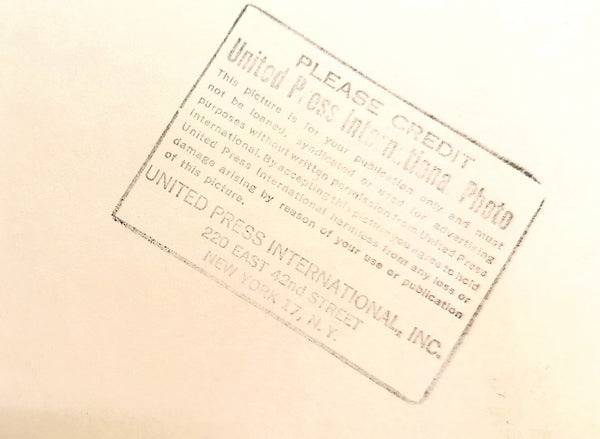 PLEASE CREDIT
United Press International Photo
This picture is for your publication only and must
not be loaned, syndicated or used for advertising
purposes without written permission from United Press
International. By accepting this picture you agree to hold
United Press International harmless from any loss or
damage arising by reason of your use or publication
of this picture.
UNITED PRESS INTERNATIONAL, INC.
220 EAST 42nd STREET
NEW YORK 17, N.Y.